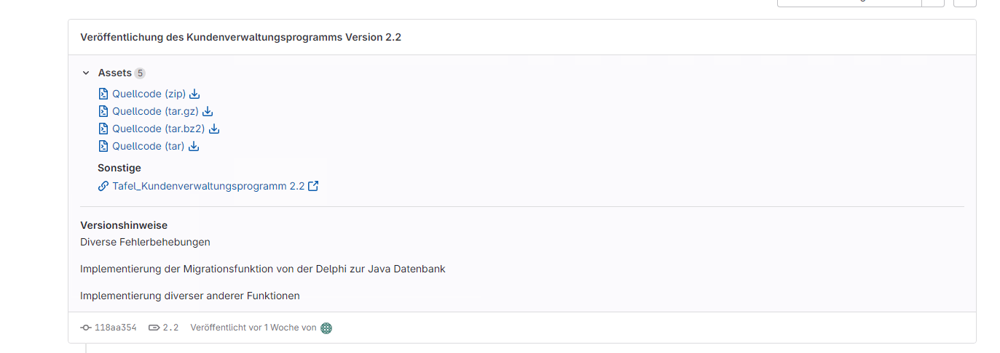 Veröffentlichung des Kundenverwaltungsprogramms Version 2.2
Assets 5
Quellcode (zip)
Quellcode (tar.gz)
Quellcode (tar.bz2)
Quellcode (tar)
Sonstige
Tafel_Kundenverwaltungsprogramm 2.2
Versionshinweise
Diverse Fehlerbehebungen
Implementierung der Migrationsfunktion von der Delphi zur Java Datenbank
Implementierung diverser anderer Funktionen
118aa354 2.2 Veröffentlicht vor 1 Woche von